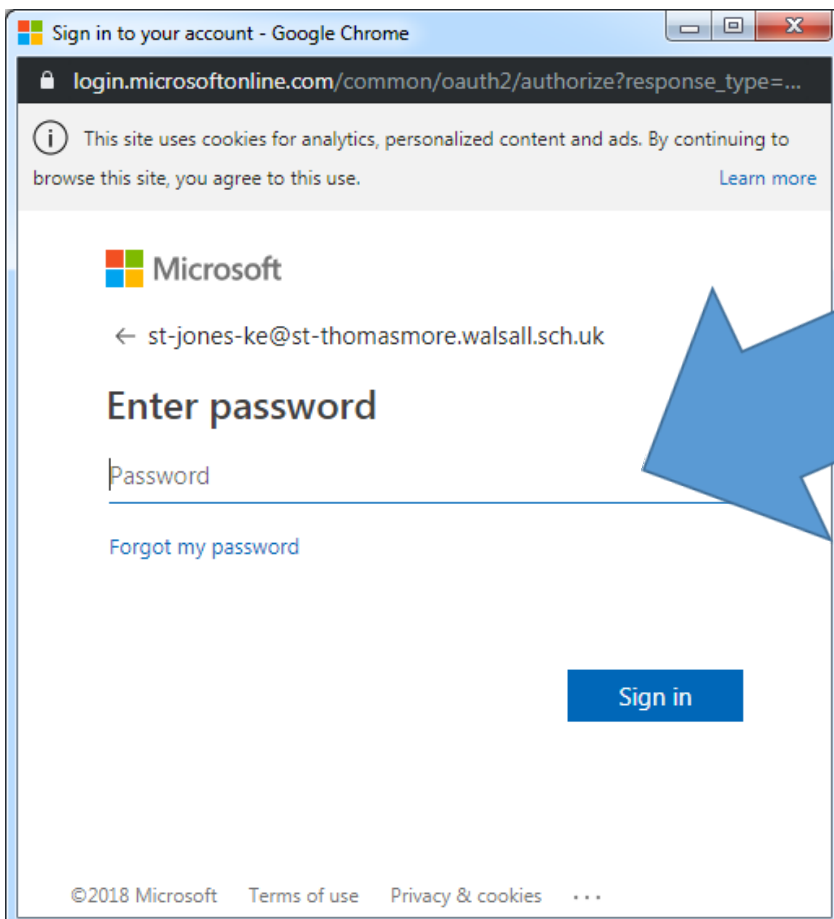 Sign in to your account - Google Chrome
login.microsoftonline.com/common/oauth2/authorize?response_type=...
This site uses cookies for analytics, personalized content and ads. By continuing to
browse this site, you agree to this use. Learn more
Microsoft
← st-jones-ke@st-thomasmore.walsall.sch.uk
Enter password
Password
Forgot my password
Sign in
©2018 Microsoft Terms of use Privacy & cookies ...